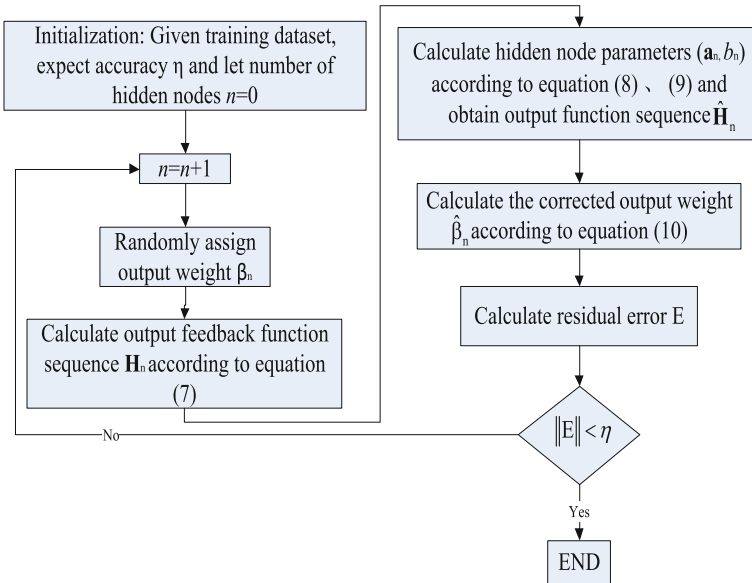 Initialization: Given training dataset,
expect accuracy η and let number of
hidden nodes n=0
n=n+1
Randomly assign
output weight βn
Calculate output feedback function
sequence Hn according to equation
(7)
Calculate hidden node parameters (an, bn)
according to equation (8) 、 (9) and
obtain output function sequence Ĥn
Calculate the corrected output weight
β̂n according to equation (10)
Calculate residual error E
‖E‖ < η
No
Yes
END